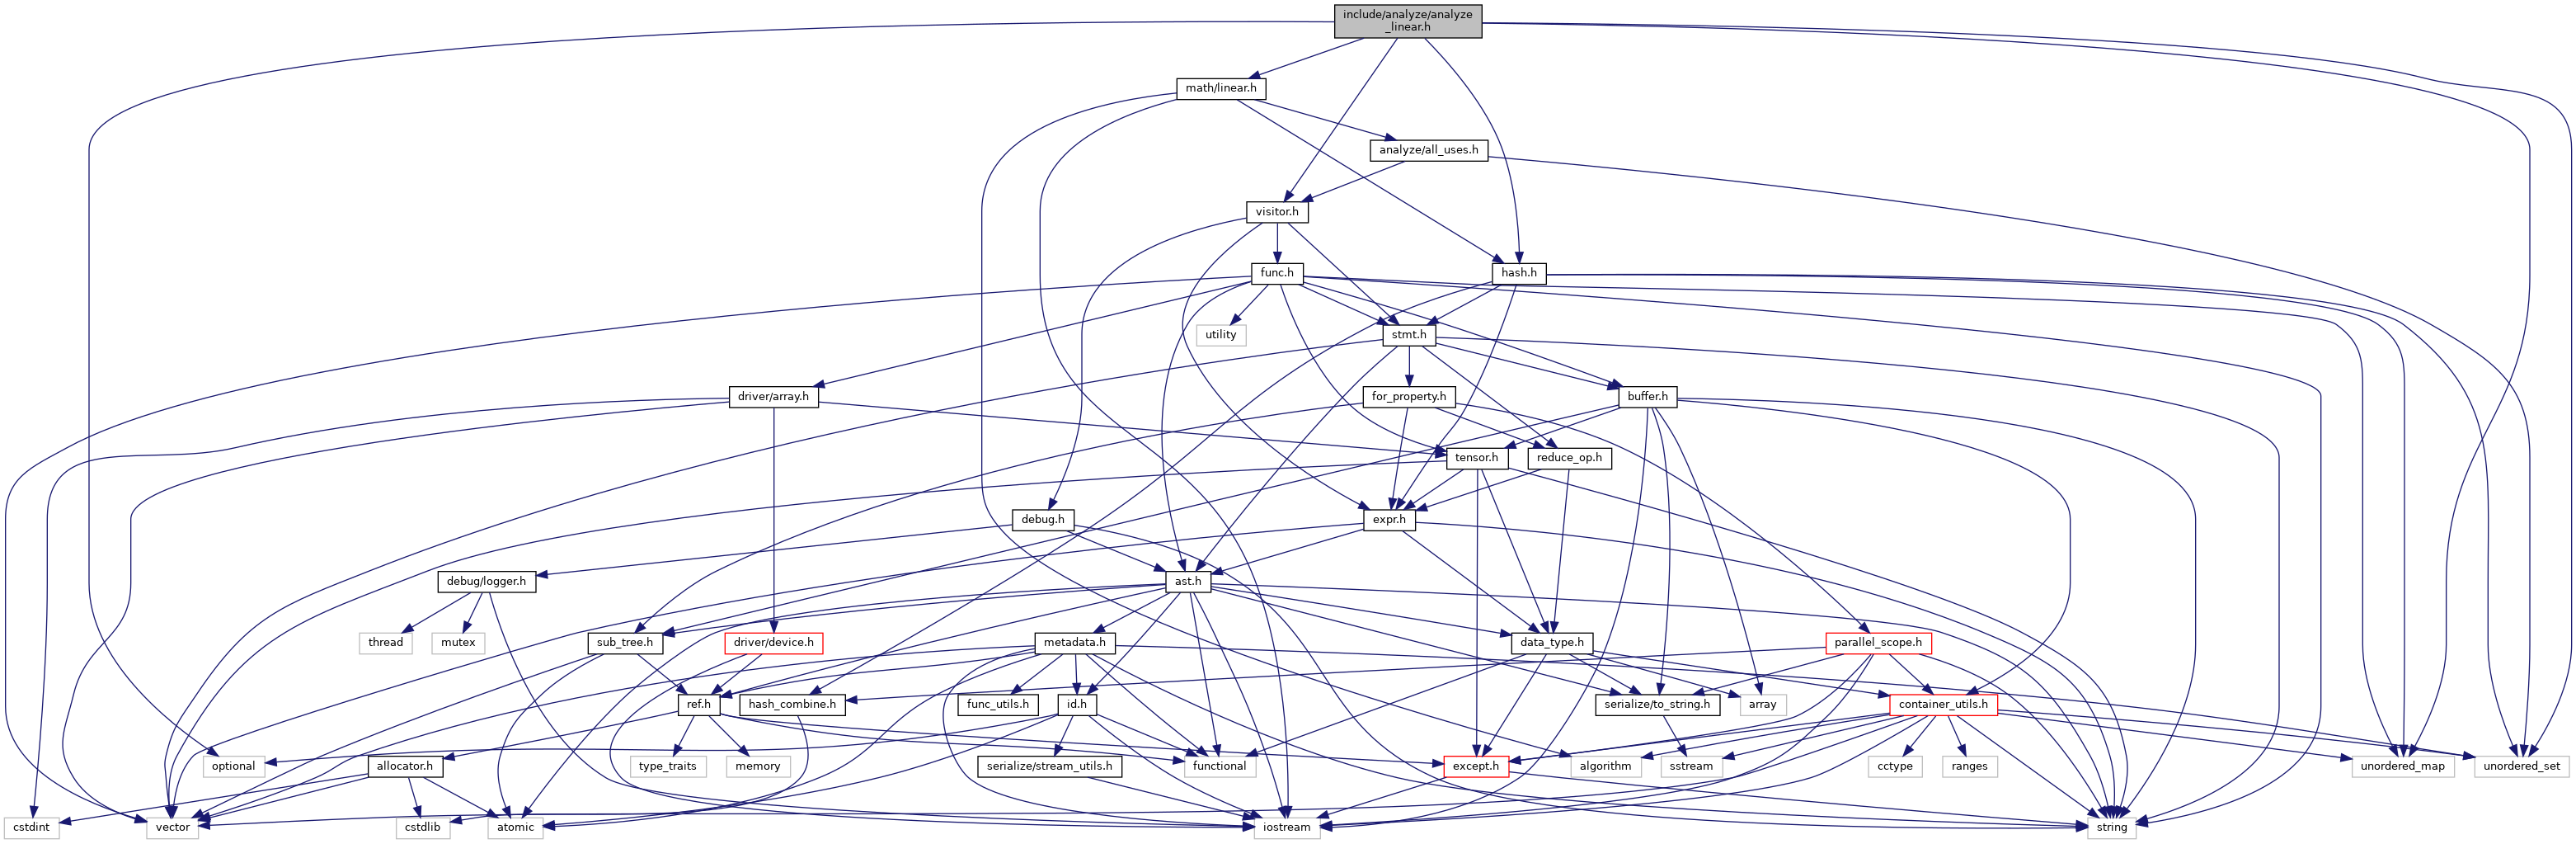 include/analyze/analyze
_linear.h
math/linear.h
analyze/all_uses.h
visitor.h
func.h
hash.h
utility
stmt.h
driver/array.h
for_property.h
buffer.h
tensor.h
reduce_op.h
debug.h
expr.h
debug/logger.h
ast.h
thread
mutex
sub_tree.h
driver/device.h
metadata.h
data_type.h
parallel_scope.h
ref.h
hash_combine.h
func_utils.h
id.h
serialize/to_string.h
array
container_utils.h
optional
allocator.h
type_traits
memory
serialize/stream_utils.h
functional
except.h
algorithm
sstream
cctype
ranges
unordered_map
unordered_set
cstdint
vector
cstdlib
atomic
iostream
string